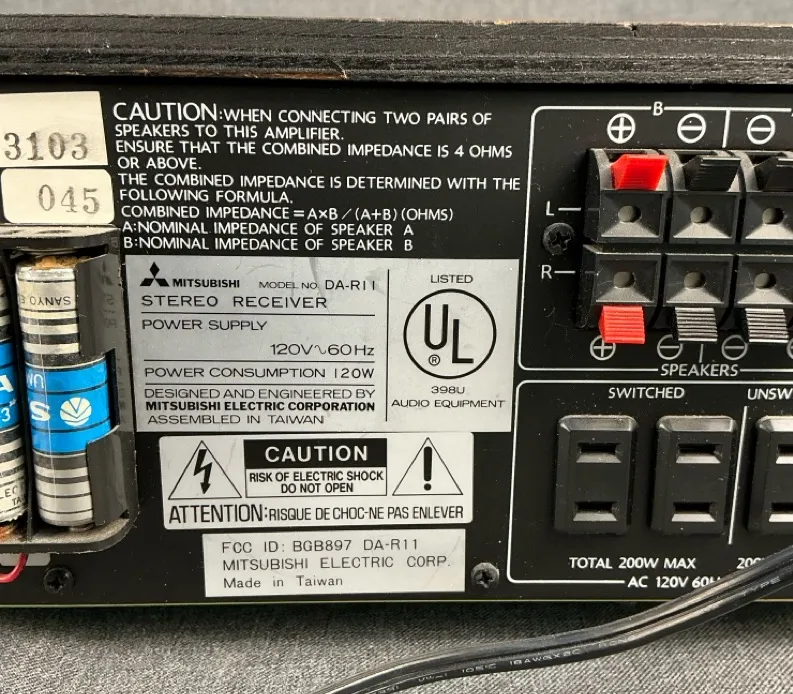 3103
045
CAUTION:WHEN CONNECTING TWO PAIRS OF
SPEAKERS TO THIS AMPLIFIER.
ENSURE THAT THE COMBINED IMPEDANCE IS 4 OHMS
OR ABOVE.
THE COMBINED IMPEDANCE IS DETERMINED WITH THE
FOLLOWING FORMULA.
COMBINED IMPEDANCE=A×B/(A+B)(OHMS)
A:NOMINAL IMPEDANCE OF SPEAKER A
B:NOMINAL IMPEDANCE OF SPEAKER B
MITSUBISHI MODEL NO. DA-R11
STEREO RECEIVER
POWER SUPPLY
120V∿60Hz
POWER CONSUMPTION 120W
DESIGNED AND ENGINEERED BY
MITSUBISHI ELECTRIC CORPORATION
ASSEMBLED IN TAIWAN
LISTED
UL
®
398U
AUDIO EQUIPMENT
CAUTION
RISK OF ELECTRIC SHOCK
DO NOT OPEN
ATTENTION:RISQUE DE CHOC-NE PAS ENLEVER
FCC ID: BGB897 DA-R11
MITSUBISHI ELECTRIC CORP.
Made in Taiwan
SANYO
B
⊕ ⊖ ⊖
L
R
⊕ ⊖ ⊖
SPEAKERS
SWITCHED
UNSW
TOTAL 200W MAX
200
AC 120V 60H